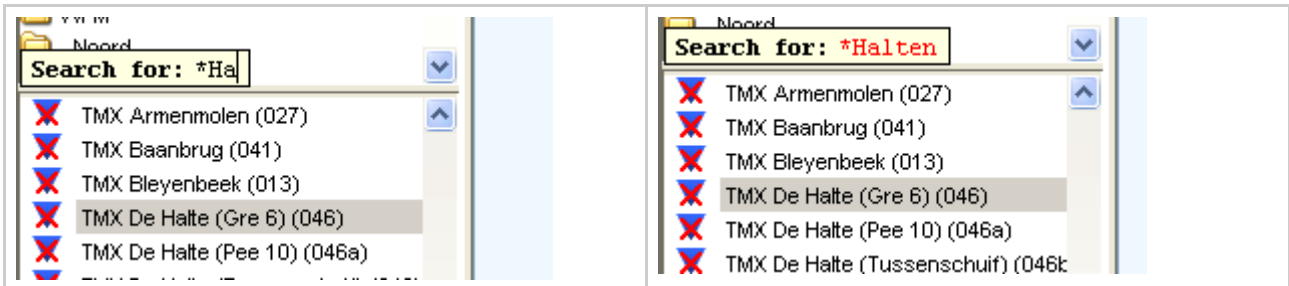 Noord
Search for: *Ha
TMX Armenmolen (027)
TMX Baanbrug (041)
TMX Bleyenbeek (013)
TMX De Halte (Gre 6) (046)
TMX De Halte (Pee 10) (046a)
Noord
Search for: *Halten
TMX Armenmolen (027)
TMX Baanbrug (041)
TMX Bleyenbeek (013)
TMX De Halte (Gre 6) (046)
TMX De Halte (Pee 10) (046a)
TMX De Halte (Tussenschuif) (046b